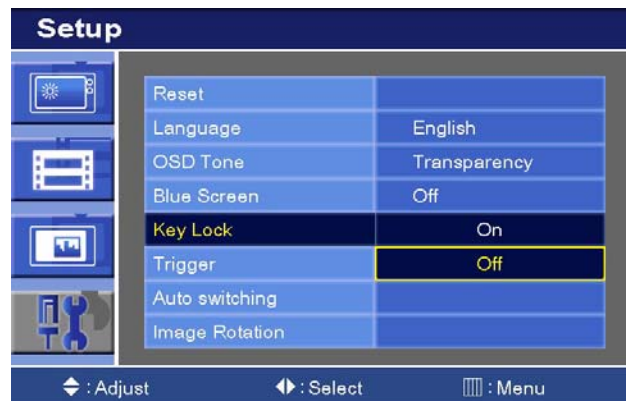 Setup
Reset
Language English
OSD Tone Transparency
Blue Screen Off
Key Lock On
Trigger Off
Auto switching
Image Rotation
: Adjust : Select : Menu